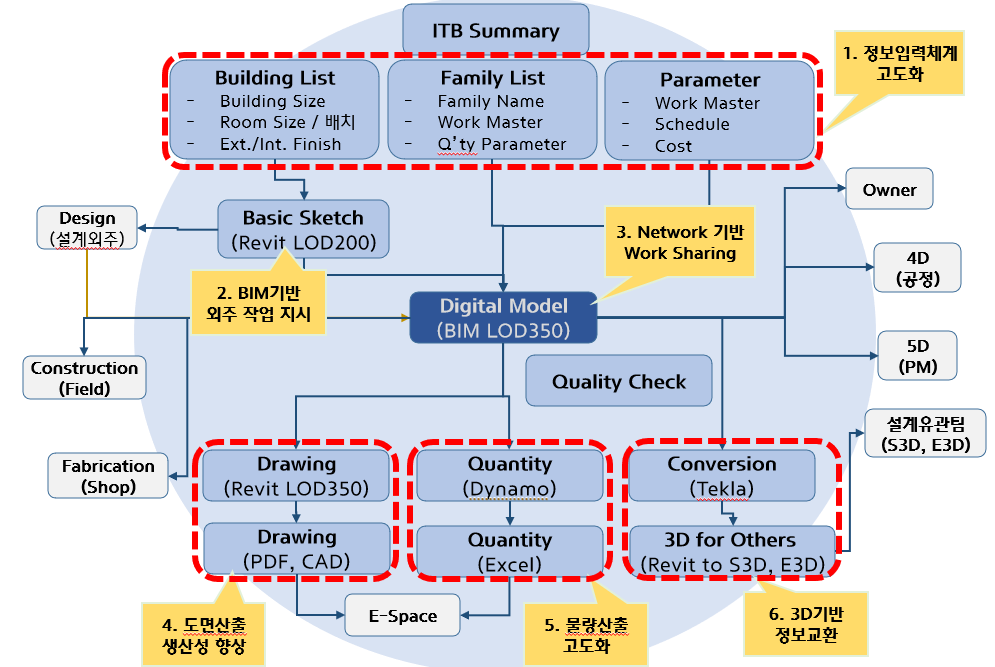 ITB Summary
1. 정보입력체계
고도화
Building List
- Building Size
- Room Size / 배치
- Ext./Int. Finish
Family List
- Family Name
- Work Master
- Q'ty Parameter
Parameter
- Work Master
- Schedule
- Cost
Owner
Design
(설계외주)
Basic Sketch
(Revit LOD200)
3. Network 기반
Work Sharing
4D
(공정)
2. BIM기반
외주 작업 지시
Digital Model
(BIM LOD350)
5D
(PM)
Construction
(Field)
Quality Check
설계유관팀
(S3D, E3D)
Fabrication
(Shop)
Drawing
(Revit LOD350)
Quantity
(Dynamo)
Conversion
(Tekla)
Drawing
(PDF, CAD)
Quantity
(Excel)
3D for Others
(Revit to S3D, E3D)
4. 도면산출
생산성 향상
E-Space
5. 물량산출
고도화
6. 3D기반
정보교환